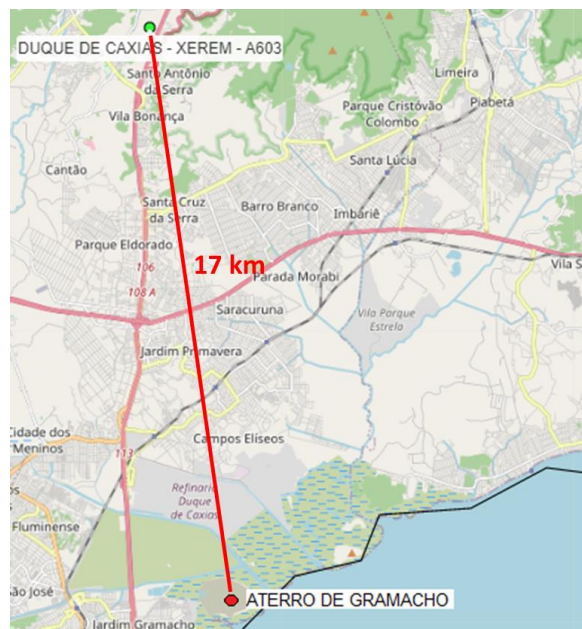 DUQUE DE CAXIAS - XEREM - A603
Santo Antônio
da Serra
Limeira
Piabetá
Parque Cristóvão
Colombo
Vila Bonança
Santa Lúcia
Cantão
Santa Cruz
da Serra
Barro Branco
Imbariê
Parque Eldorado
106
108 A
17 km
Parada Morabi
Vila S
Saracuruna
Vila Parque
Estrela
Jardim Primavera
Cidade dos
Meninos
Campos Elíseos
113
Refinaria
Duque
de Caxias
Fluminense
São José
ATERRO DE GRAMACHO
Jardim Gramacho